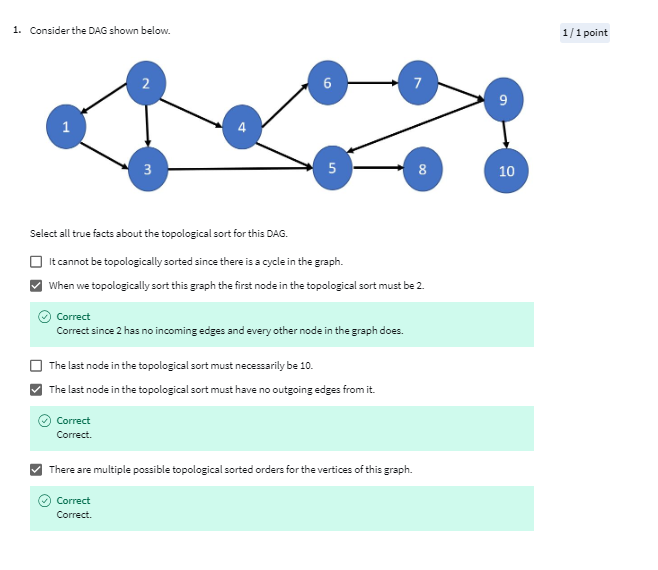 1. Consider the DAG shown below.
1 / 1 point
2
6
7
9
1
4
3
5
8
10
Select all true facts about the topological sort for this DAG.
It cannot be topologically sorted since there is a cycle in the graph.
When we topologically sort this graph the first node in the topological sort must be 2.
Correct
Correct since 2 has no incoming edges and every other node in the graph does.
The last node in the topological sort must necessarily be 10.
The last node in the topological sort must have no outgoing edges from it.
Correct
Correct.
There are multiple possible topological sorted orders for the vertices of this graph.
Correct
Correct.